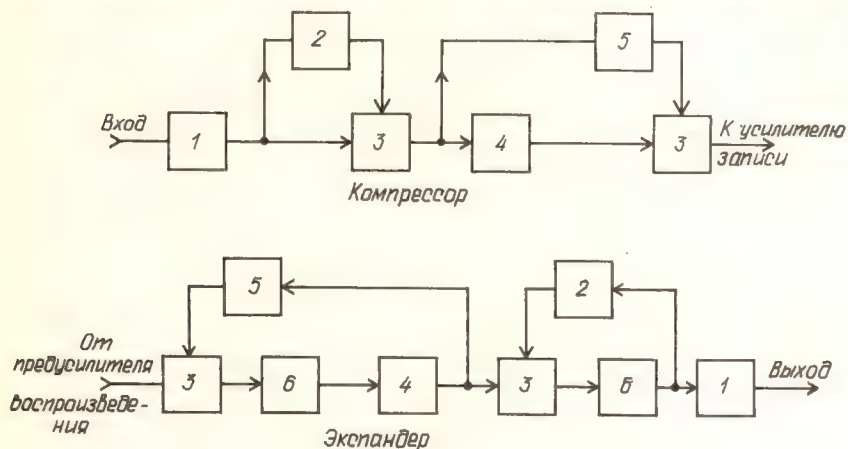 2
5
Вход
1
3
4
3
К усилителю
записи
Компрессор
5
2
От
предусилителя
воспроизведе-
ния
3
6
4
3
6
1
Выход
Экспандер